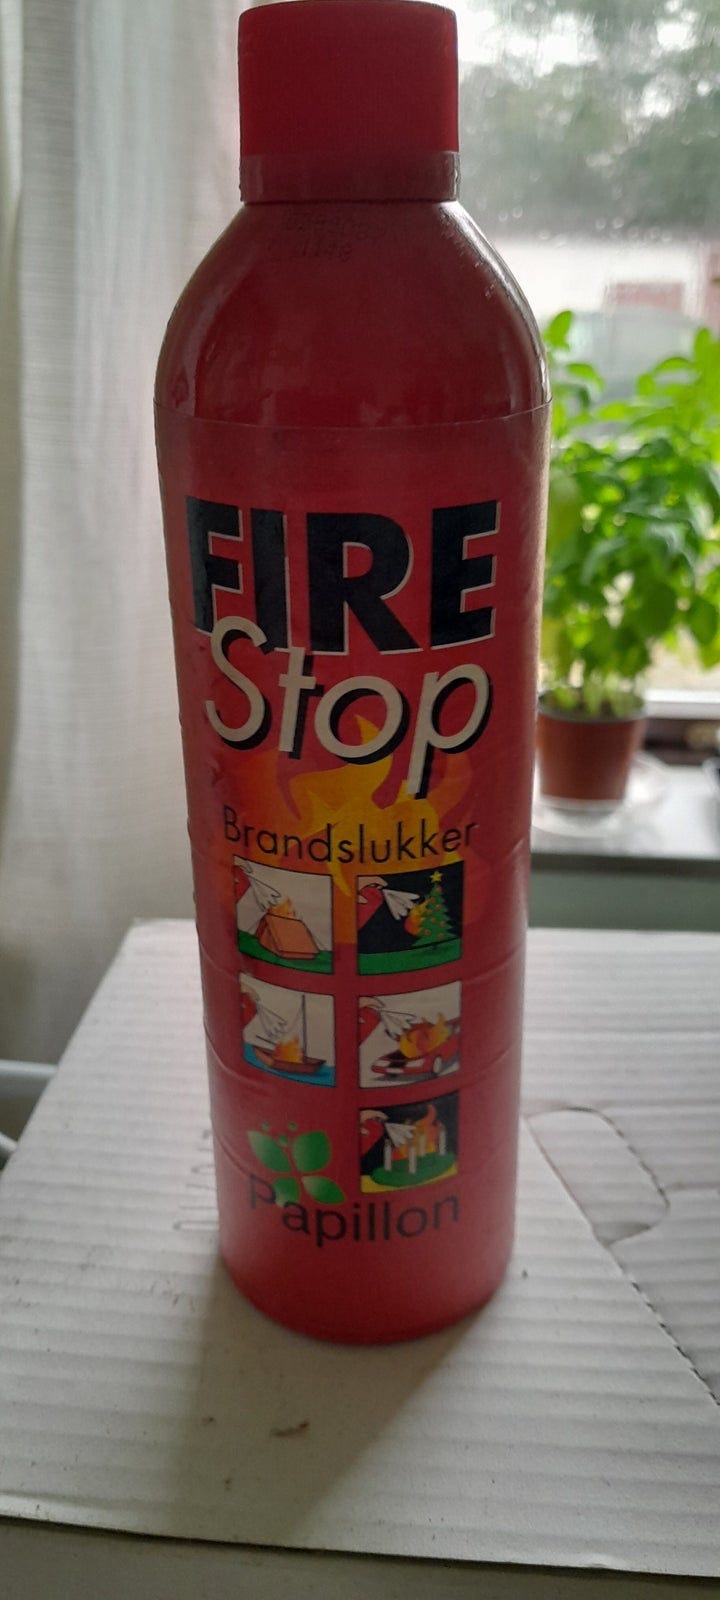 FIRE
Stop
Brandslukker
Papillon